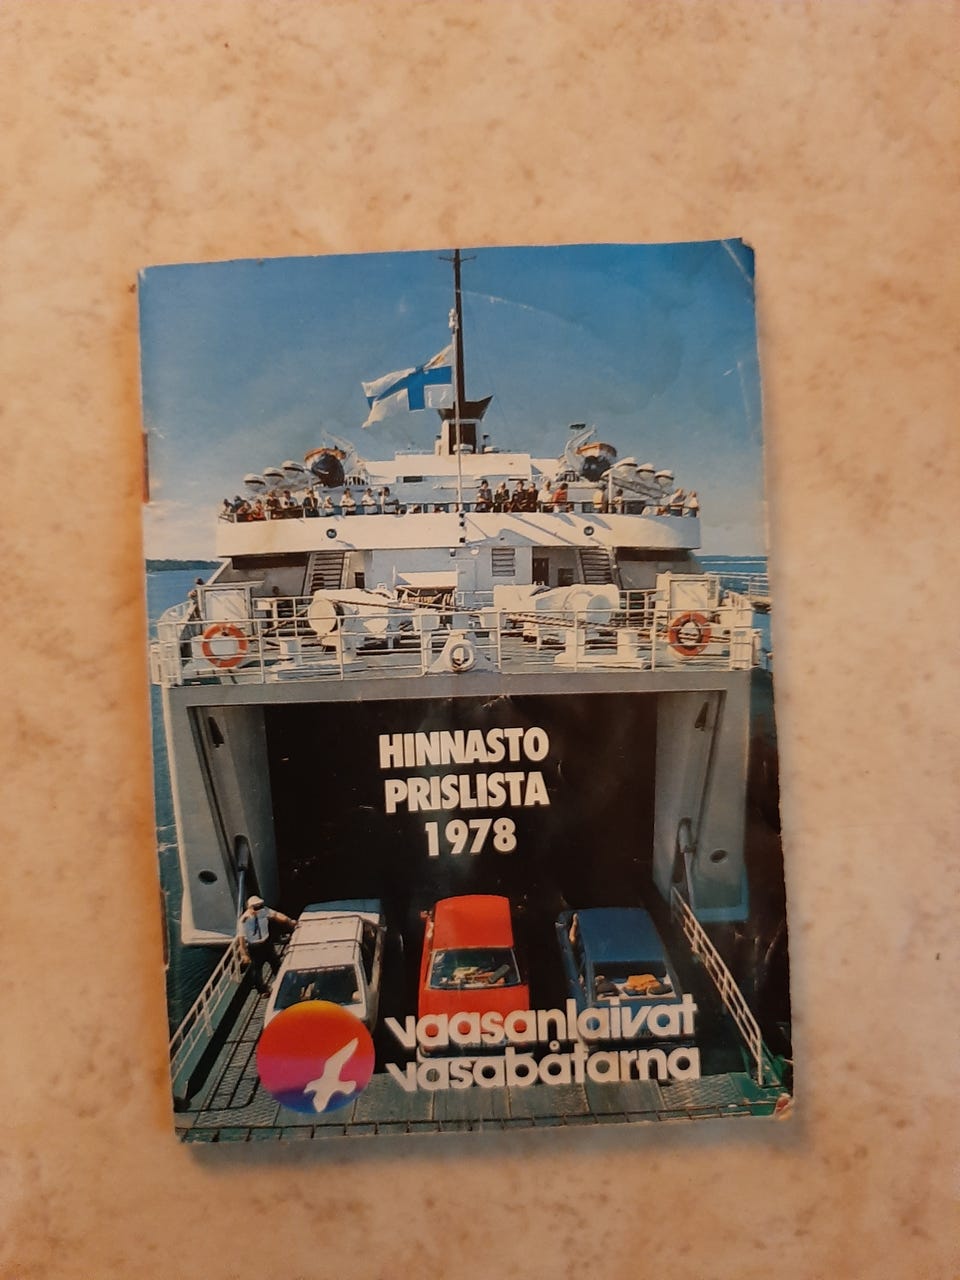 HINNASTO
PRISLISTA
1978
vaasanlaivat
vasabåtarna